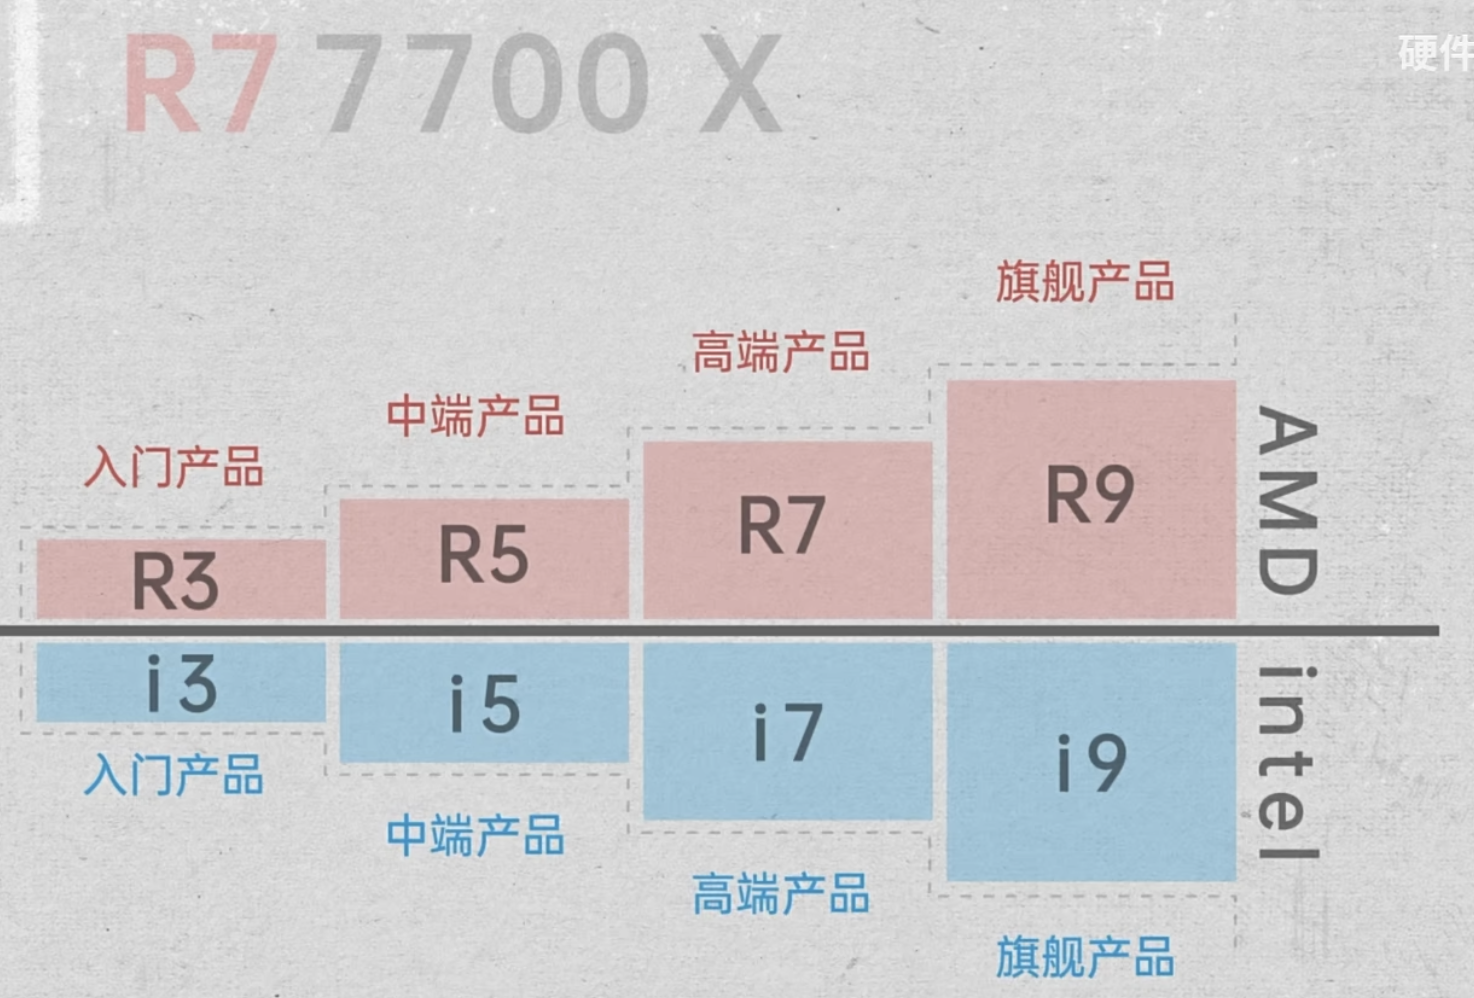 R7 7700 X
硬件
旗舰产品
高端产品
中端产品
入门产品
R3 R5 R7 R9
AMD
i3 i5 i7 i9
intel
入门产品
中端产品
高端产品
旗舰产品